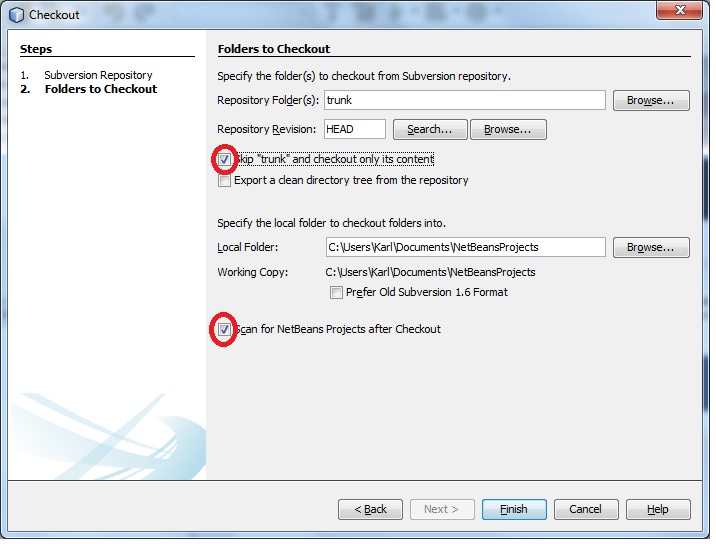 Checkout
Steps
1. Subversion Repository
2. Folders to Checkout
Folders to Checkout
Specify the folder(s) to checkout from Subversion repository.
Repository Folder(s): trunk Browse...
Repository Revision: HEAD Search... Browse...
Skip "trunk" and checkout only its content
Export a clean directory tree from the repository
Specify the local folder to checkout folders into.
Local Folder: C:\Users\Karl\Documents\NetBeansProjects Browse...
Working Copy: C:\Users\Karl\Documents\NetBeansProjects
Prefer Old Subversion 1.6 Format
Scan for NetBeans Projects after Checkout
< Back Next > Finish Cancel Help